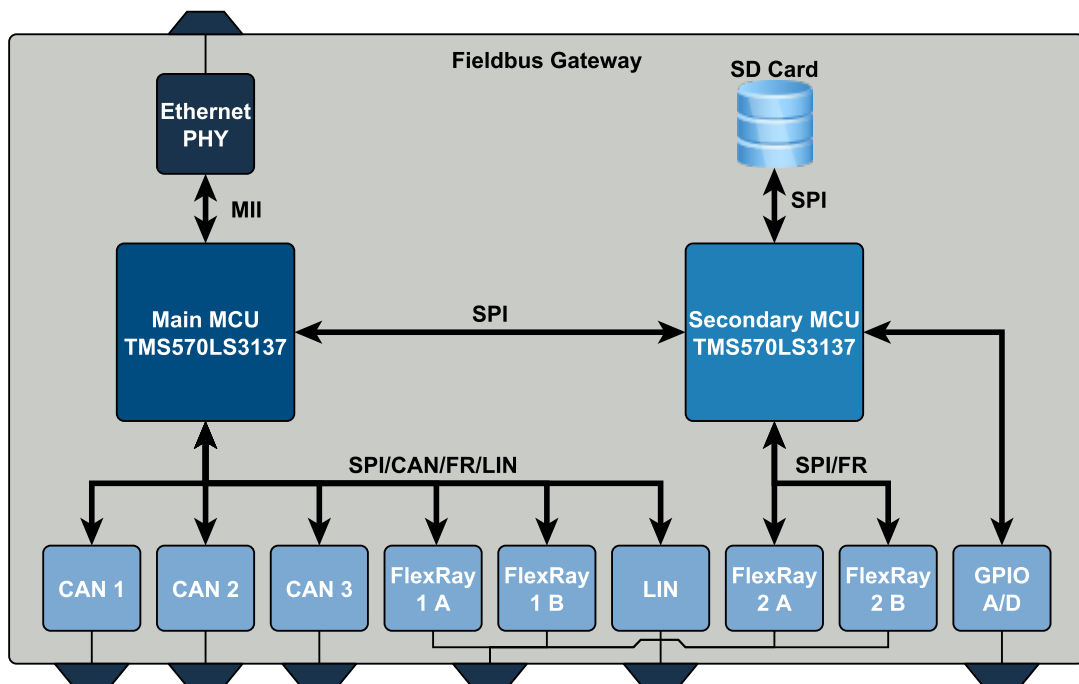 Fieldbus Gateway
SD Card
Ethernet
PHY
MII
SPI
Main MCU
TMS570LS3137
SPI
Secondary MCU
TMS570LS3137
SPI/CAN/FR/LIN
SPI/FR
CAN 1
CAN 2
CAN 3
FlexRay
1 A
FlexRay
1 B
LIN
FlexRay
2 A
FlexRay
2 B
GPIO
A/D